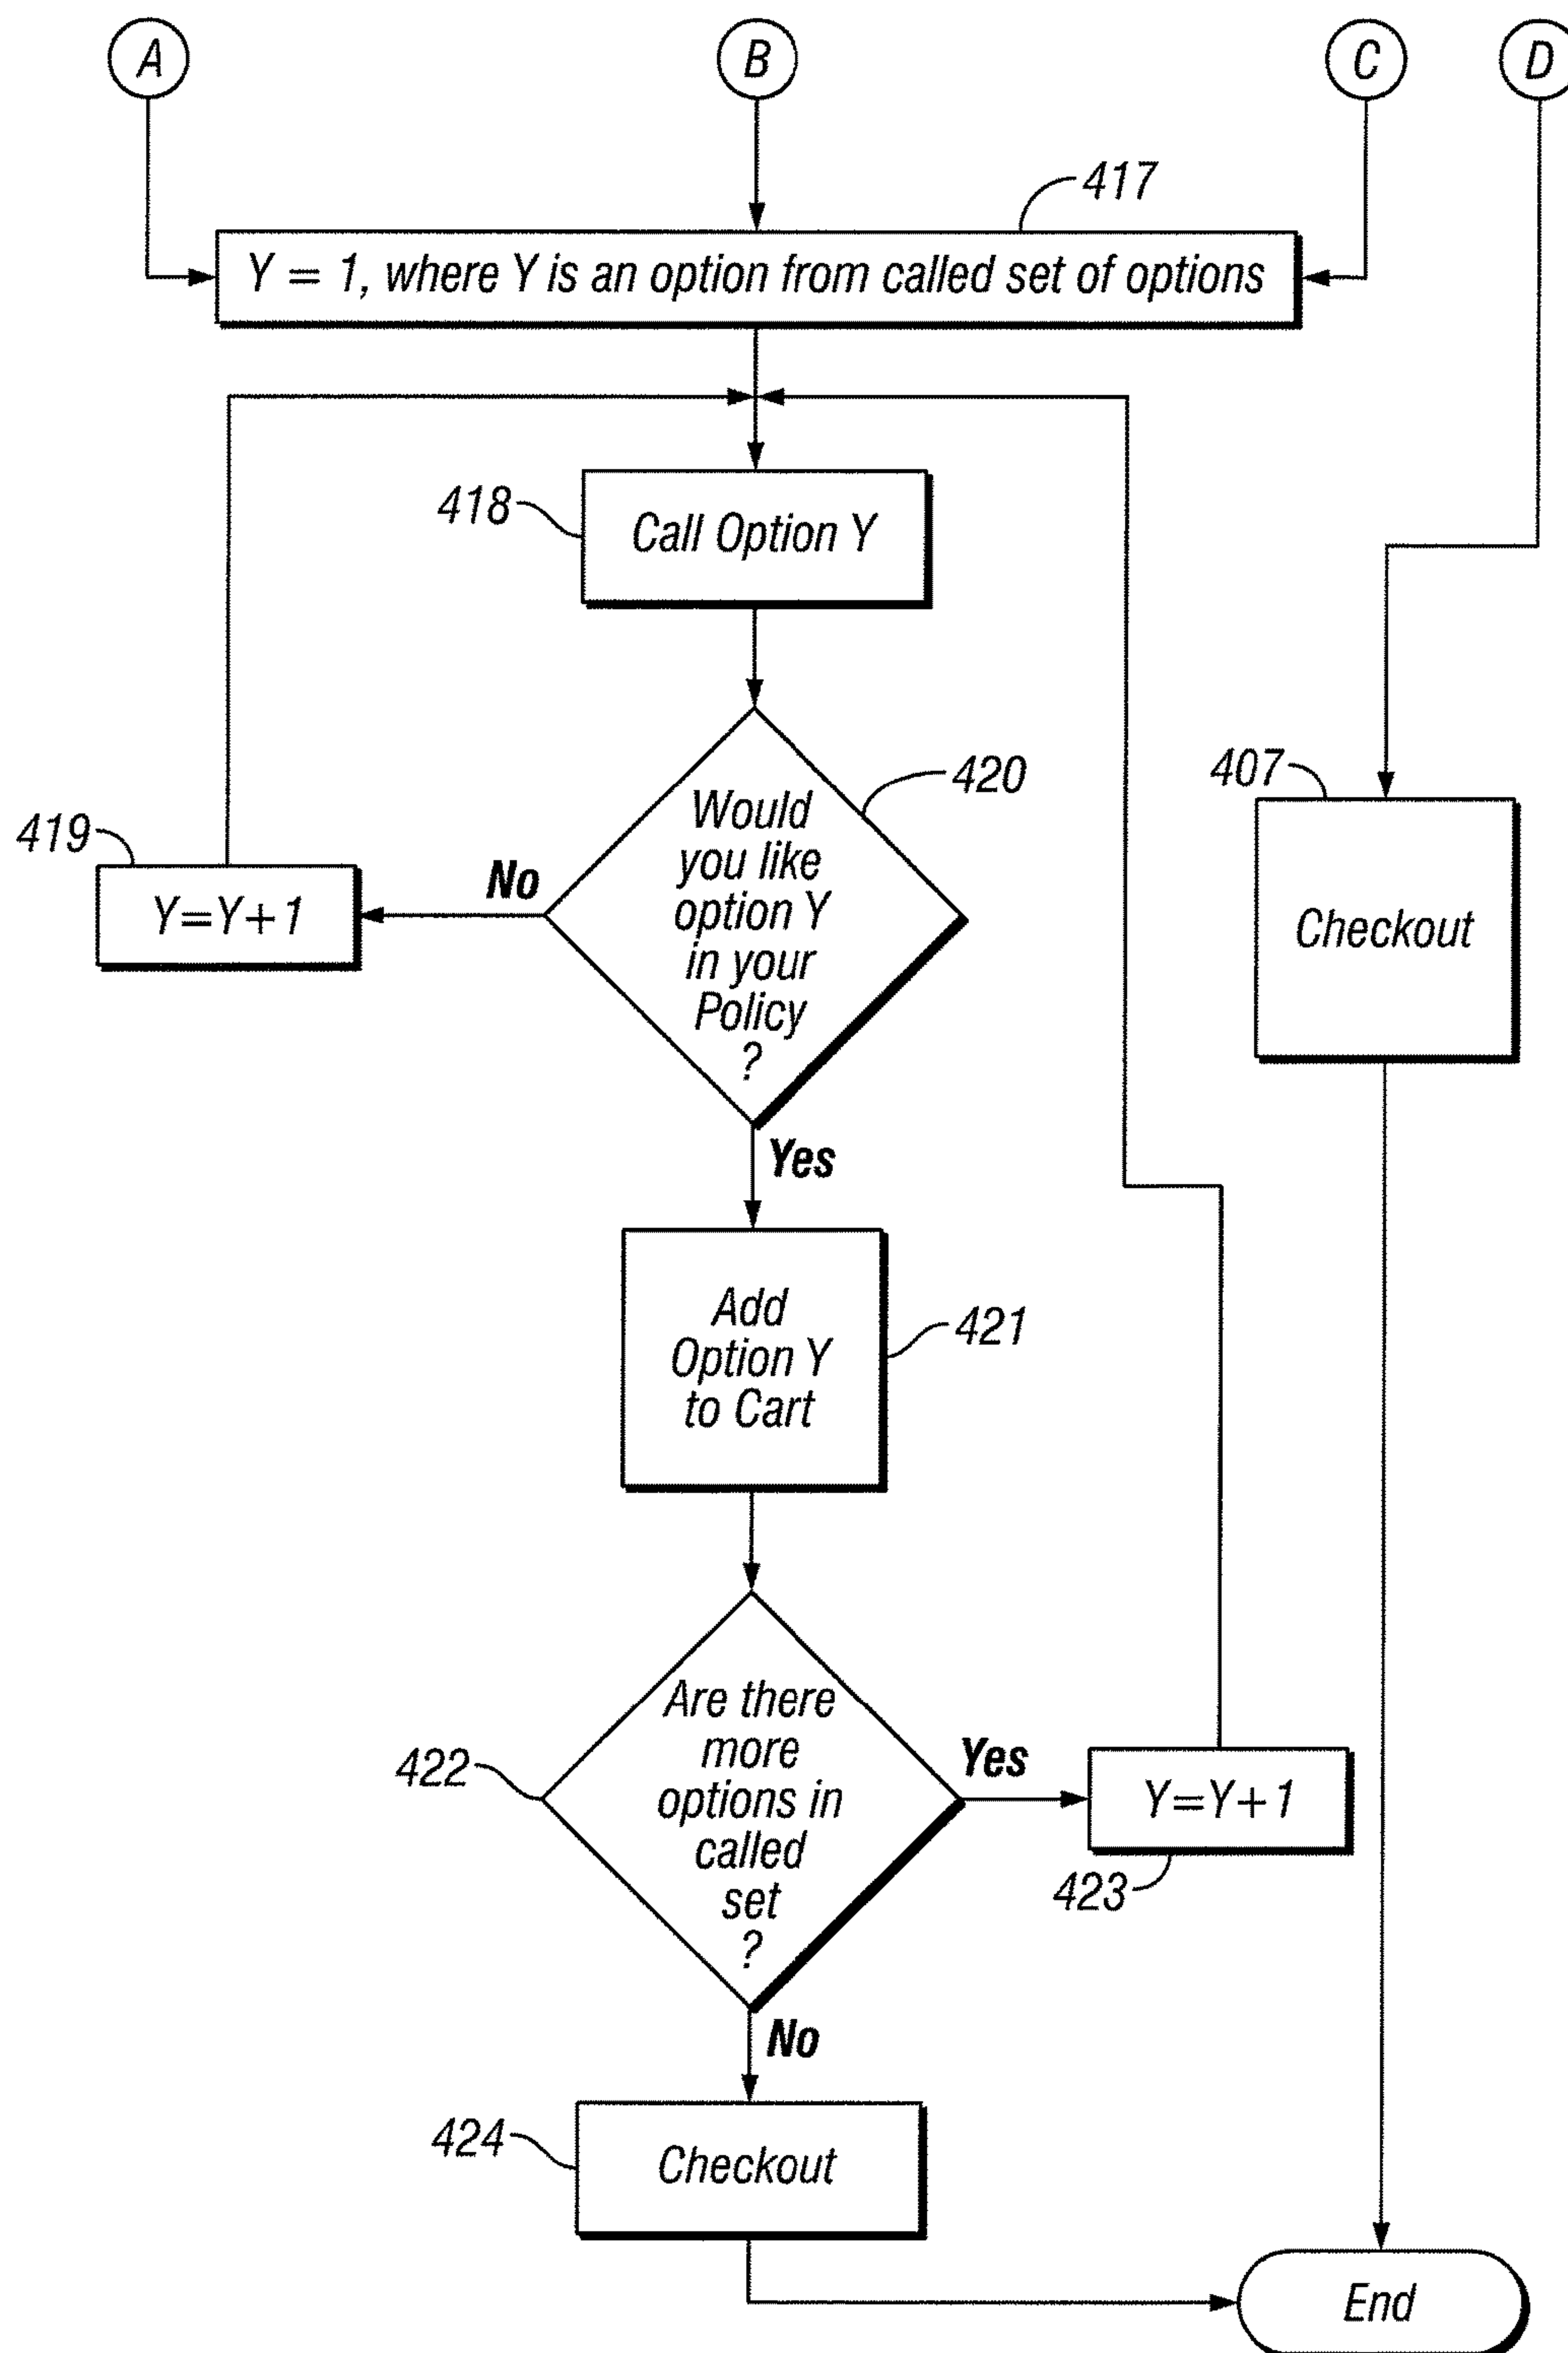 A
B
C
D
417
Y = 1, where Y is an option from called set of options
418
Call Option Y
420
Would
you like
option Y
in your
Policy
?
419
No
Y=Y+1
407
Checkout
Yes
Add
Option Y
to Cart
421
Are there
more
options in
called
set
?
422
Yes
Y=Y+1
423
No
424
Checkout
End